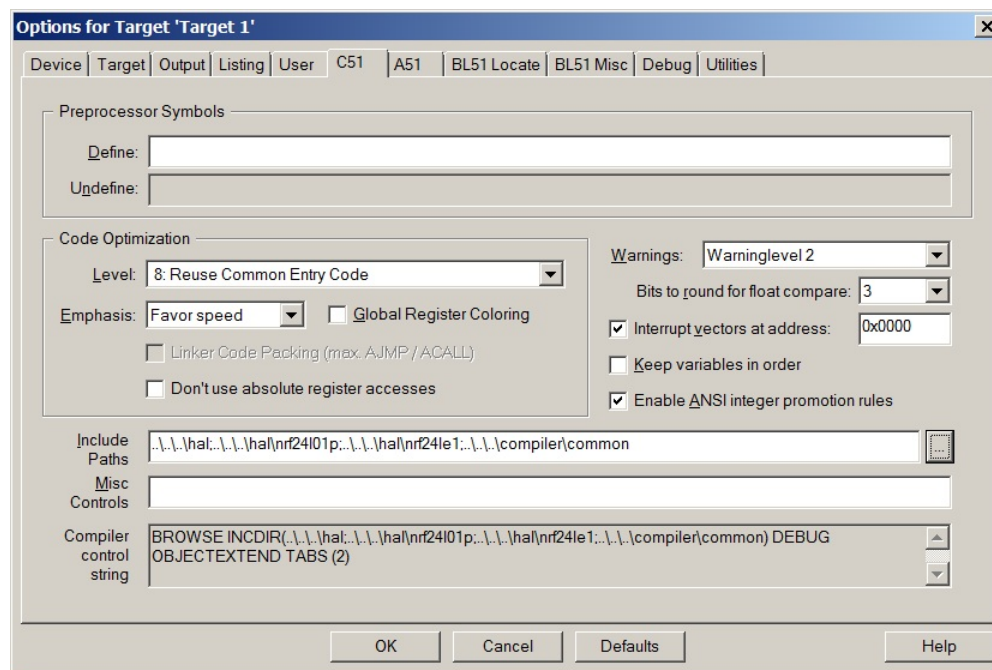 Options for Target 'Target 1'
Device Target Output Listing User C51 A51 BL51 Locate BL51 Misc Debug Utilities
Preprocessor Symbols
Define:
Undefine:
Code Optimization
Level: 8: Reuse Common Entry Code
Emphasis: Favor speed Global Register Coloring
Linker Code Packing (max. AJMP / ACALL)
Don't use absolute register accesses
Warnings: Warninglevel 2
Bits to round for float compare: 3
Interrupt vectors at address: 0x0000
Keep variables in order
Enable ANSI integer promotion rules
Include Paths ..\..\..\hal;..\..\..\hal\nrf24l01p;..\..\..\hal\nrf24le1;..\..\..\compiler\common ...
Misc Controls
Compiler control string BROWSE INCDIR(..\..\..\hal;..\..\..\hal\nrf24l01p;..\..\..\hal\nrf24le1;..\..\..\compiler\common) DEBUG
OBJECTEXTEND TABS (2)
OK Cancel Defaults Help